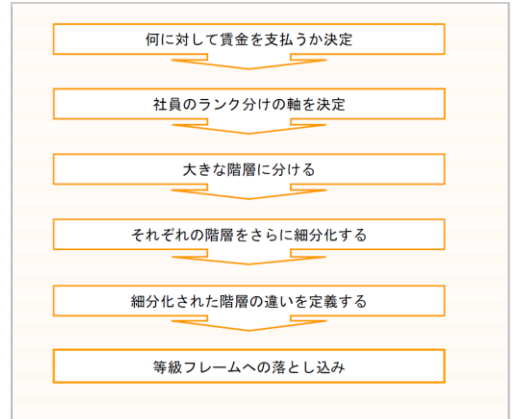 何に対して賃金を支払うか決定
社員のランク分けの軸を決定
大きな階層に分ける
それぞれの階層をさらに細分化する
細分化された階層の違いを定義する
等級フレームへの落とし込み